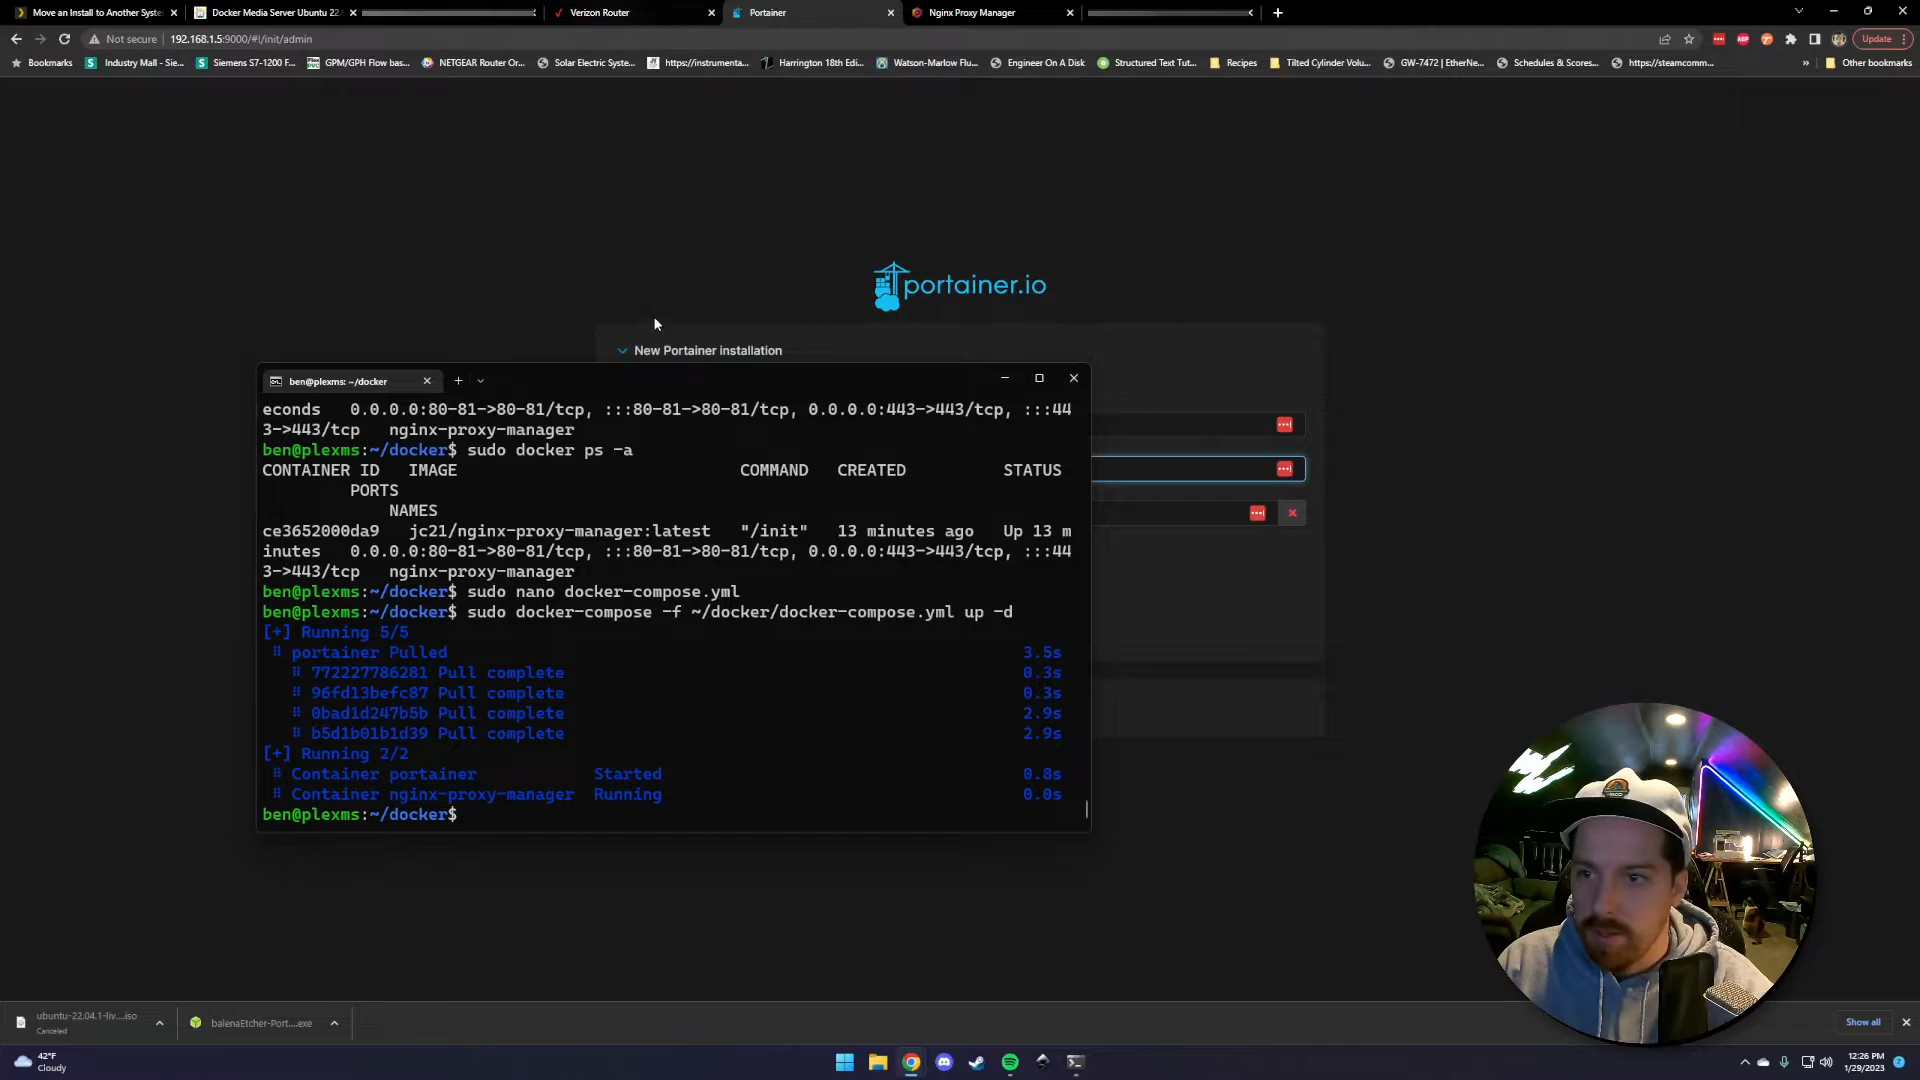 Move an Install to Another Syste
Docker Media Server Ubuntu 22.
Verizon Router
Portainer
Nginx Proxy Manager
Not secure
192.168.1.5:9000/#!/init/admin
Update
Bookmarks
Industry Mall - Sie...
Siemens S7-1200 F...
GPM/GPH Flow bas...
NETGEAR Router Or...
Solar Electric Syste...
https://instrumenta...
Harrington 18th Edi...
Watson-Marlow Flu...
Engineer On A Disk
Structured Text Tut...
Recipes
Tilted Cylinder Volu...
GW-7472 | EtherNe...
Schedules & Scores...
https://steamcomm...
Other bookmarks
portainer.io
New Portainer installation
ben@plexms: ~/docker
econds   0.0.0.0:80-81->80-81/tcp, :::80-81->80-81/tcp, 0.0.0.0:443->443/tcp, :::44
3->443/tcp   nginx-proxy-manager
ben@plexms:~/docker$ sudo docker ps -a
CONTAINER ID   IMAGE                             COMMAND   CREATED          STATUS
PORTS
NAMES
ce3652000da9   jc21/nginx-proxy-manager:latest   "/init"   13 minutes ago   Up 13 m
inutes   0.0.0.0:80-81->80-81/tcp, :::80-81->80-81/tcp, 0.0.0.0:443->443/tcp, :::44
3->443/tcp   nginx-proxy-manager
ben@plexms:~/docker$ sudo nano docker-compose.yml
ben@plexms:~/docker$ sudo docker-compose -f ~/docker/docker-compose.yml up -d
[+] Running 5/5
⠿ portainer Pulled 3.5s
⠿ 772227786281 Pull complete 0.3s
⠿ 96fd13befc87 Pull complete 0.3s
⠿ 0bad1d247b5b Pull complete 2.9s
⠿ b5d1b01b1d39 Pull complete 2.9s
[+] Running 2/2
⠿ Container portainer Started 0.8s
⠿ Container nginx-proxy-manager Running 0.0s
ben@plexms:~/docker$
ubuntu-22.04.1-liv....iso
Canceled
balenaEtcher-Port....exe
Show all
42°F
Cloudy
12:26 PM
1/29/2023
2